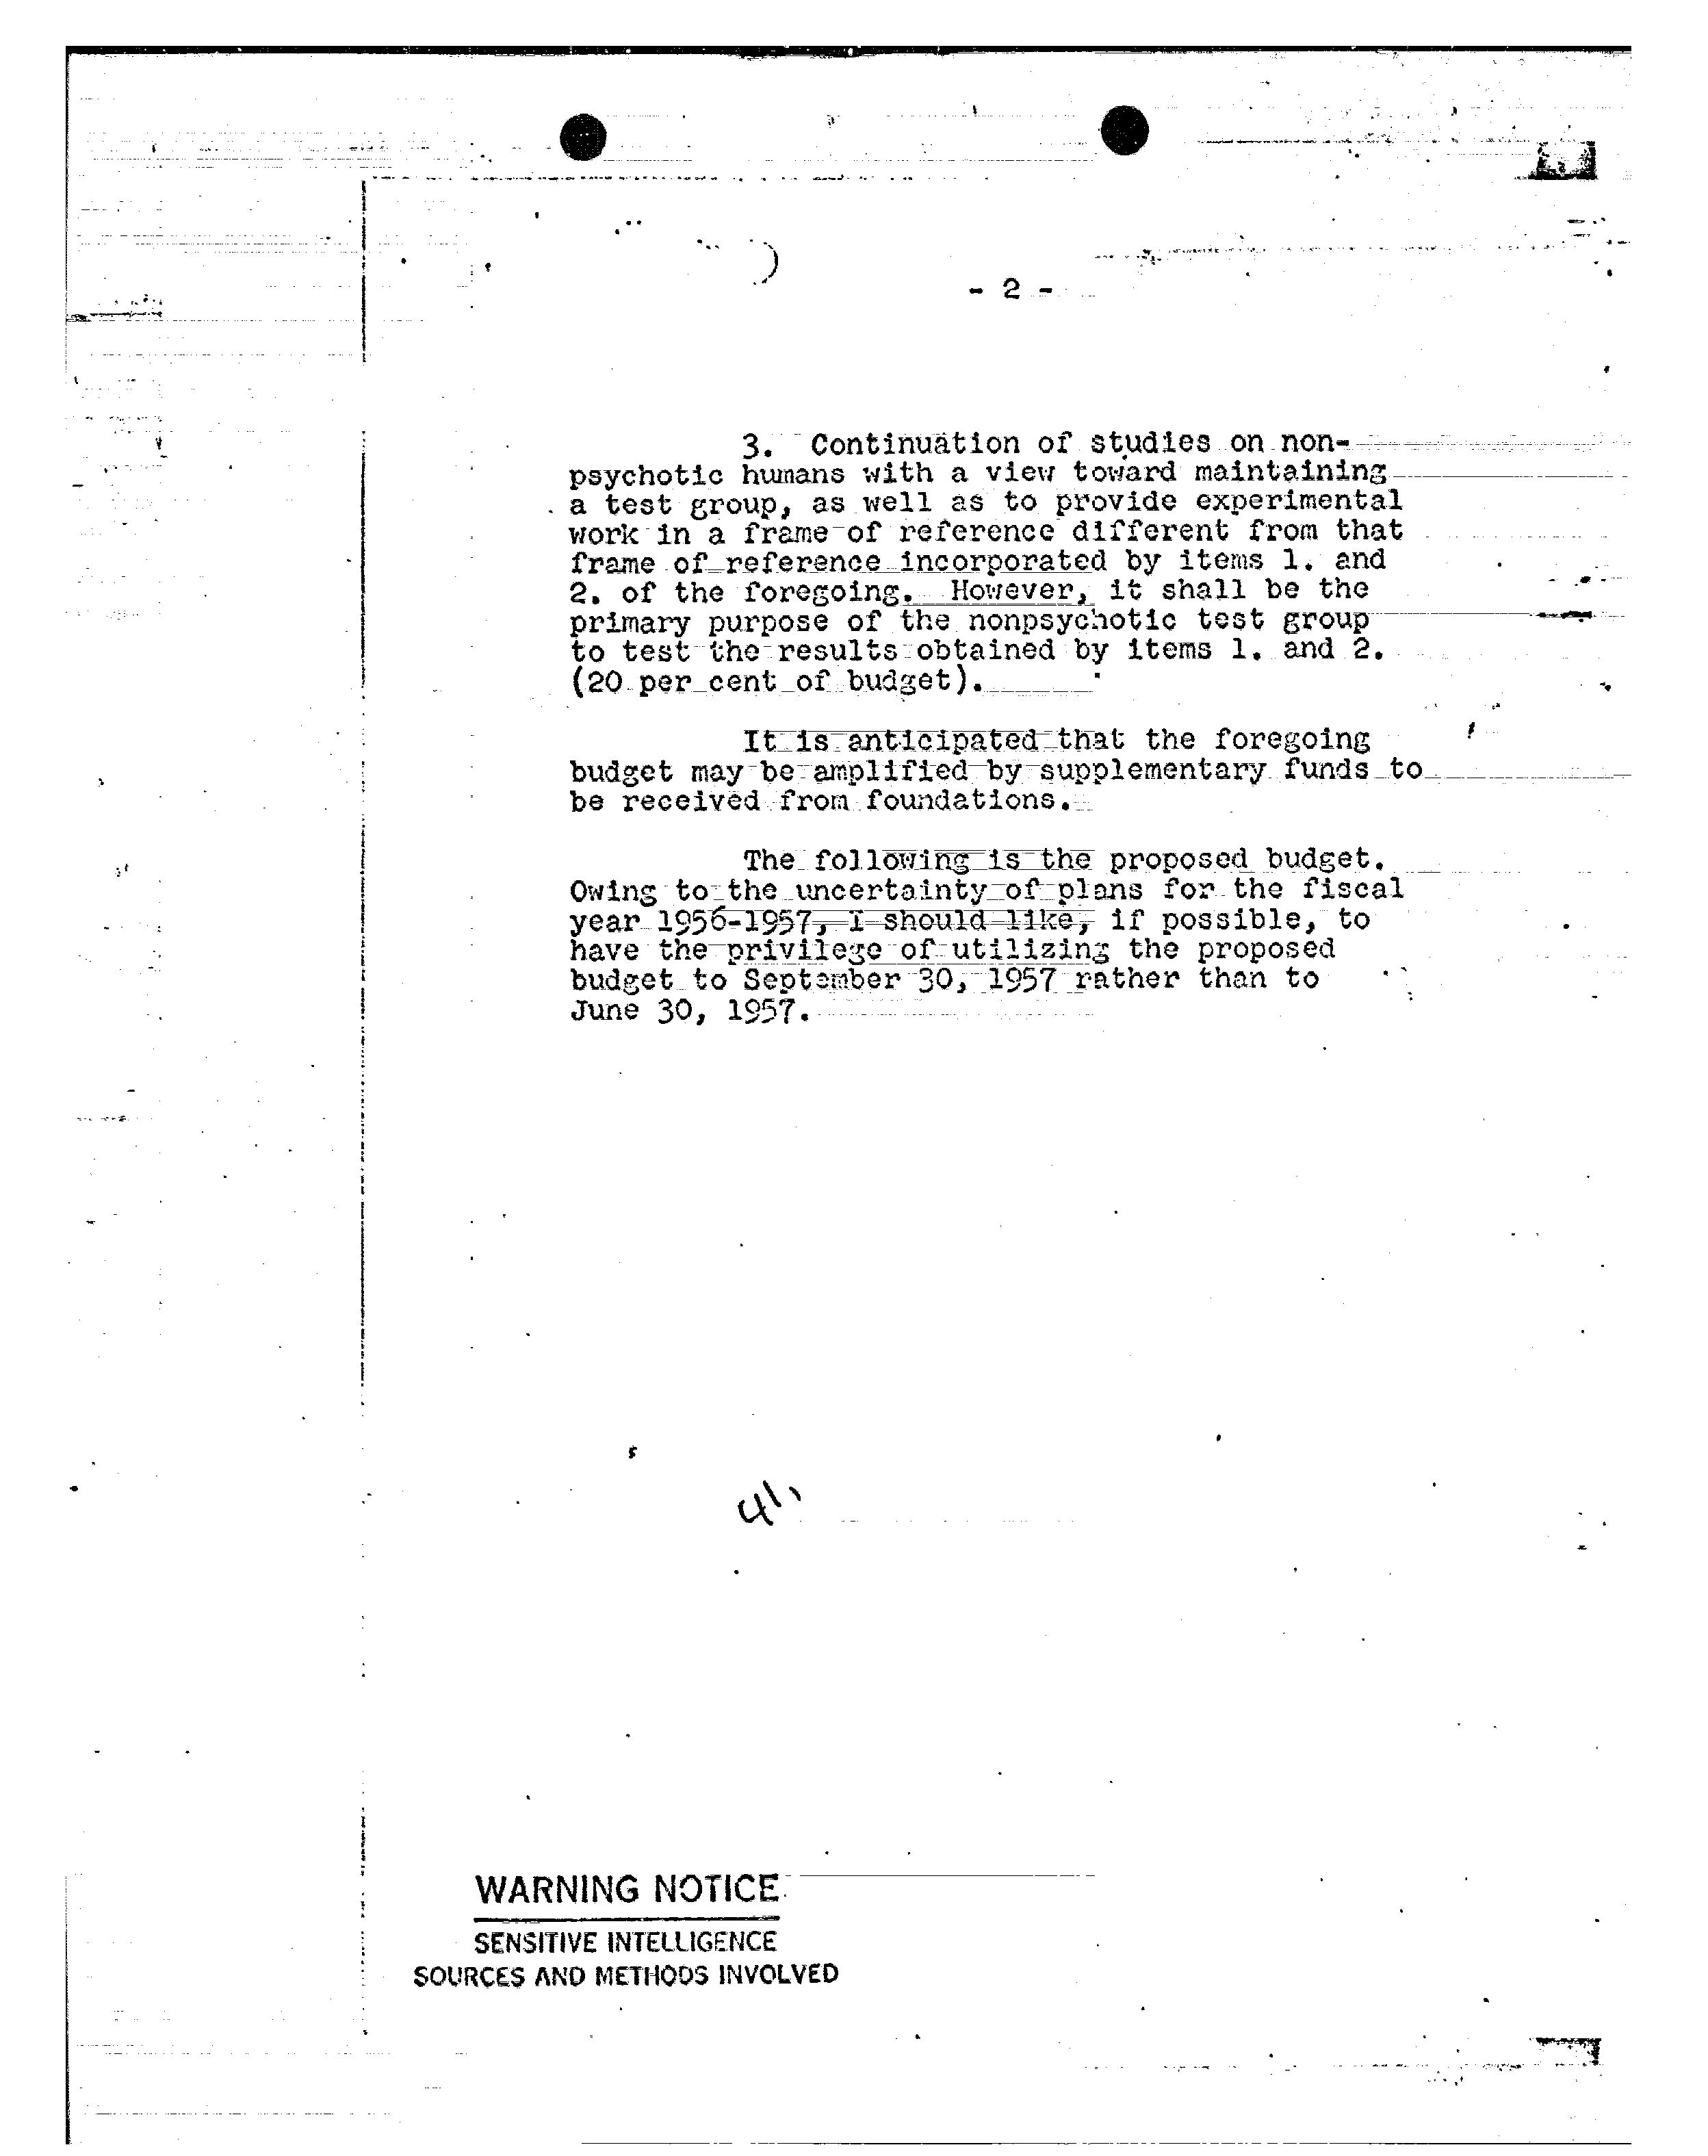 - 2 -
3. Continuation of studies on non-
psychotic humans with a view toward maintaining
a test group, as well as to provide experimental
work in a frame of reference different from that
frame of reference incorporated by items 1. and
2. of the foregoing. However, it shall be the
primary purpose of the nonpsychotic test group
to test the results obtained by items 1. and 2.
(20 per cent of budget).
It is anticipated that the foregoing
budget may be amplified by supplementary funds to
be received from foundations.
The following is the proposed budget.
Owing to the uncertainty of plans for the fiscal
year 1956-1957, I should like, if possible, to
have the privilege of utilizing the proposed
budget to September 30, 1957 rather than to
June 30, 1957.
WARNING NOTICE
SENSITIVE INTELLIGENCE
SOURCES AND METHODS INVOLVED